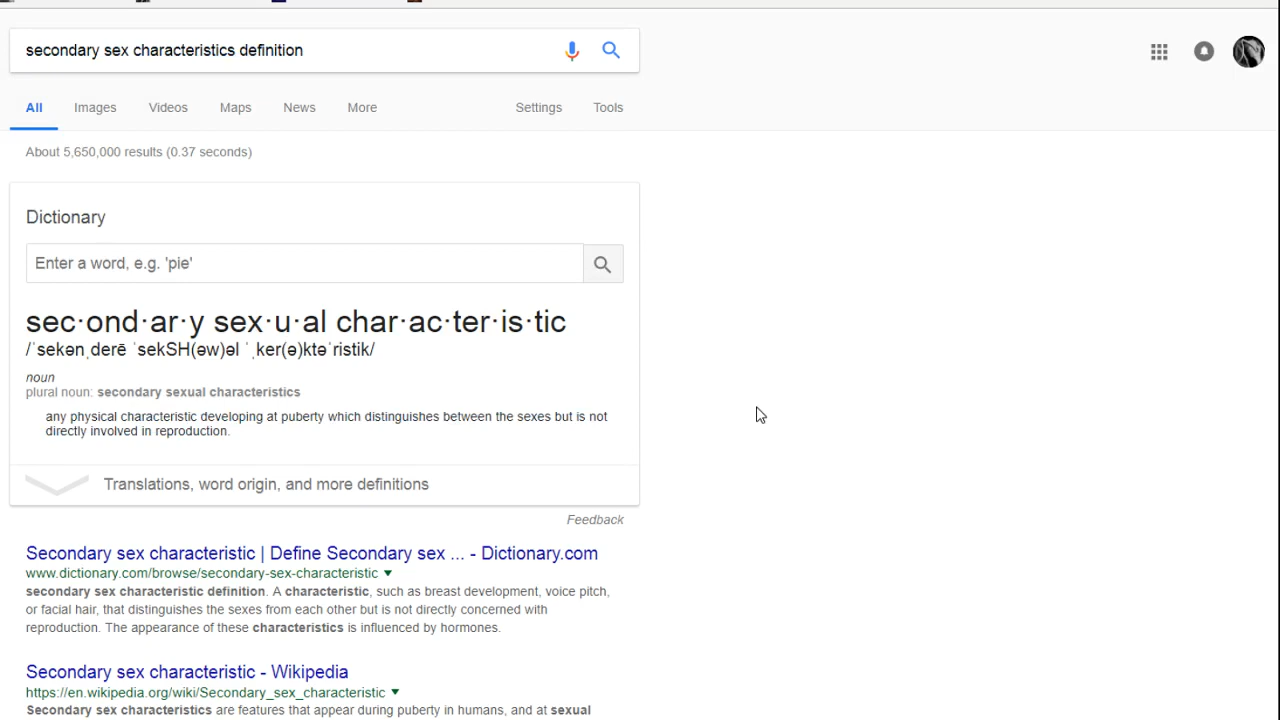 secondary sex characteristics definition
All Images Videos Maps News More Settings Tools
About 5,650,000 results (0.37 seconds)
Dictionary
Enter a word, e.g. 'pie'
sec·ond·ar·y sex·u·al char·ac·ter·is·tic
/ˈsekənˌderē ˈsekSH(əw)əl ˈˌker(ə)ktəˈristik/
noun
plural noun: secondary sexual characteristics
any physical characteristic developing at puberty which distinguishes between the sexes but is not
directly involved in reproduction.
Translations, word origin, and more definitions
Feedback
Secondary sex characteristic | Define Secondary sex ... - Dictionary.com
www.dictionary.com/browse/secondary-sex-characteristic
secondary sex characteristic definition. A characteristic, such as breast development, voice pitch,
or facial hair, that distinguishes the sexes from each other but is not directly concerned with
reproduction. The appearance of these characteristics is influenced by hormones.
Secondary sex characteristic - Wikipedia
https://en.wikipedia.org/wiki/Secondary_sex_characteristic
Secondary sex characteristics are features that appear during puberty in humans, and at sexual